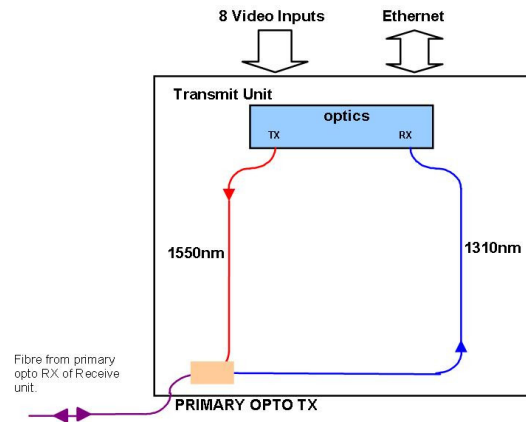 8 Video Inputs
Ethernet
Transmit Unit
optics
TX
RX
1550nm
1310nm
Fibre from primary
opto RX of Receive
unit.
PRIMARY OPTO TX